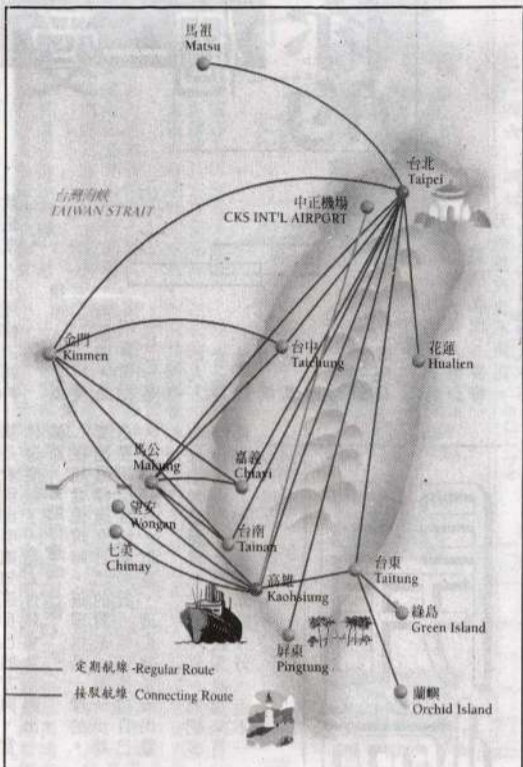 馬祖
Matsu
台北
Taipei
台灣海峽
TAIWAN STRAIT
中正機場
CKS INT'L AIRPORT
金門
Kinmen
台中
Taichung
花蓮
Hualien
馬公
Makung
嘉義
Chiayi
望安
Wongan
台南
Tainan
七美
Chimay
高雄
Kaohsiung
台東
Taitung
綠島
Green Island
屏東
Pingtung
定期航線 -Regular Route
接駁航線 Connecting Route
蘭嶼
Orchid Island